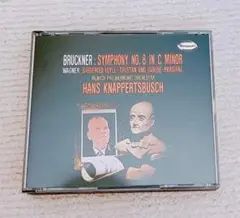 BRUCKNER : SYMPHONY NO. 8 IN C MINOR
WAGNER : SIEGFRIED IDYLL • TRISTAN UND ISOLDE • PARSIFAL
MUNICH PHILHARMONIC ORCHESTRA
HANS KNAPPERTSBUSCH